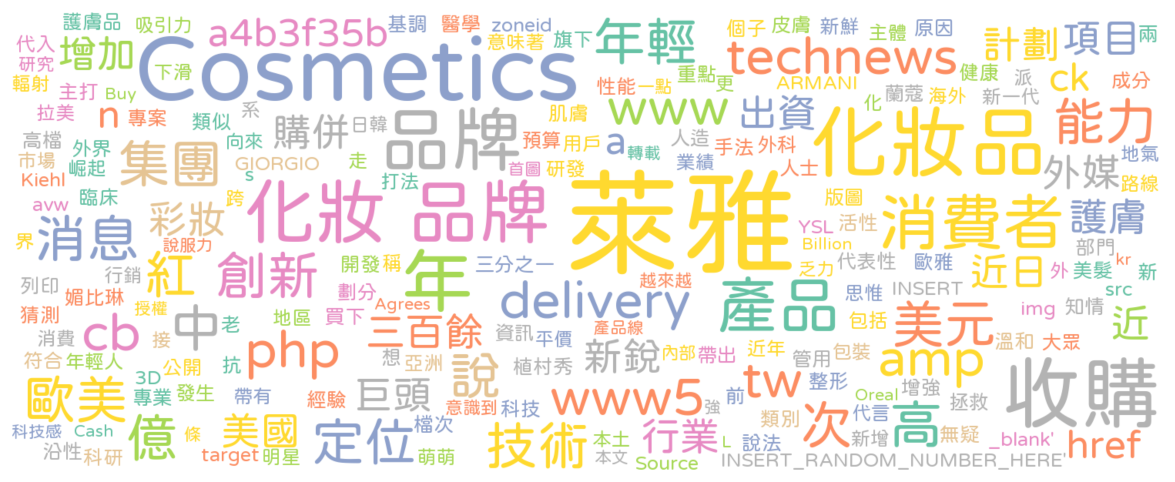 護膚品 吸引力 a4b3f35b 基調 醫學 zoneid 年輕 個子 皮膚 新鮮 主體 原因 兩
代入 增加 Cosmetics 意味著 旗下 technews 計劃 項目
研究 下滑 重點 更 健康 派 成分
輻射 主打 Buy 性能 一點 ARMANI 化 蘭蔻 海外 新一代 ck
拉美 n 專案 系 肌膚 www 出資 化妝品 能力
高檔 類似 購併 日韓 品牌 預算 用戶 a 人造 手法 外科
市場 外界 向來 轉載 地氣
崛起 集團 GIORGIO 走 首圖 研發 業績 人士 外媒 路線
Kiehl 臨床 s 打法
avw 消息 彩妝 跨 化妝 品牌 萊雅 版圖 消費者 護膚
界 說服力 YSL 活性 部門
列印 行銷 紅 創新 開發 稱 年 三分之一 Billion 代表性 歐雅 近日 kr
媚比琳 劃分 越來越 乏力 外 美髮 新
猜測 授權 地區 買下 Agrees delivery 產品 思惟 INSERT img 知情 src
消費 cb 接 中 老 三百餘 資訊 平價 產品線 包括 美元 溫和 大眾 近
符合 年輕人 公開 php 想 亞洲 植村秀 新銳 內部 帶出 近年 管用 包裝 amp
3D 抗 說 tw 整形 增強 收購
歐美 專業 發生 帶有 經驗 巨頭 意識到 科技 www5 強 前 Oreal 拯救
科技感 Cash 億 條 美國 定位 檔次 技術 本土 行業 類別 代言 次 高 無疑 _blank' href
沿性 科研 target 明星 萌萌 本文 Source L 說法 新增 INSERT_RANDOM_NUMBER_HERE'